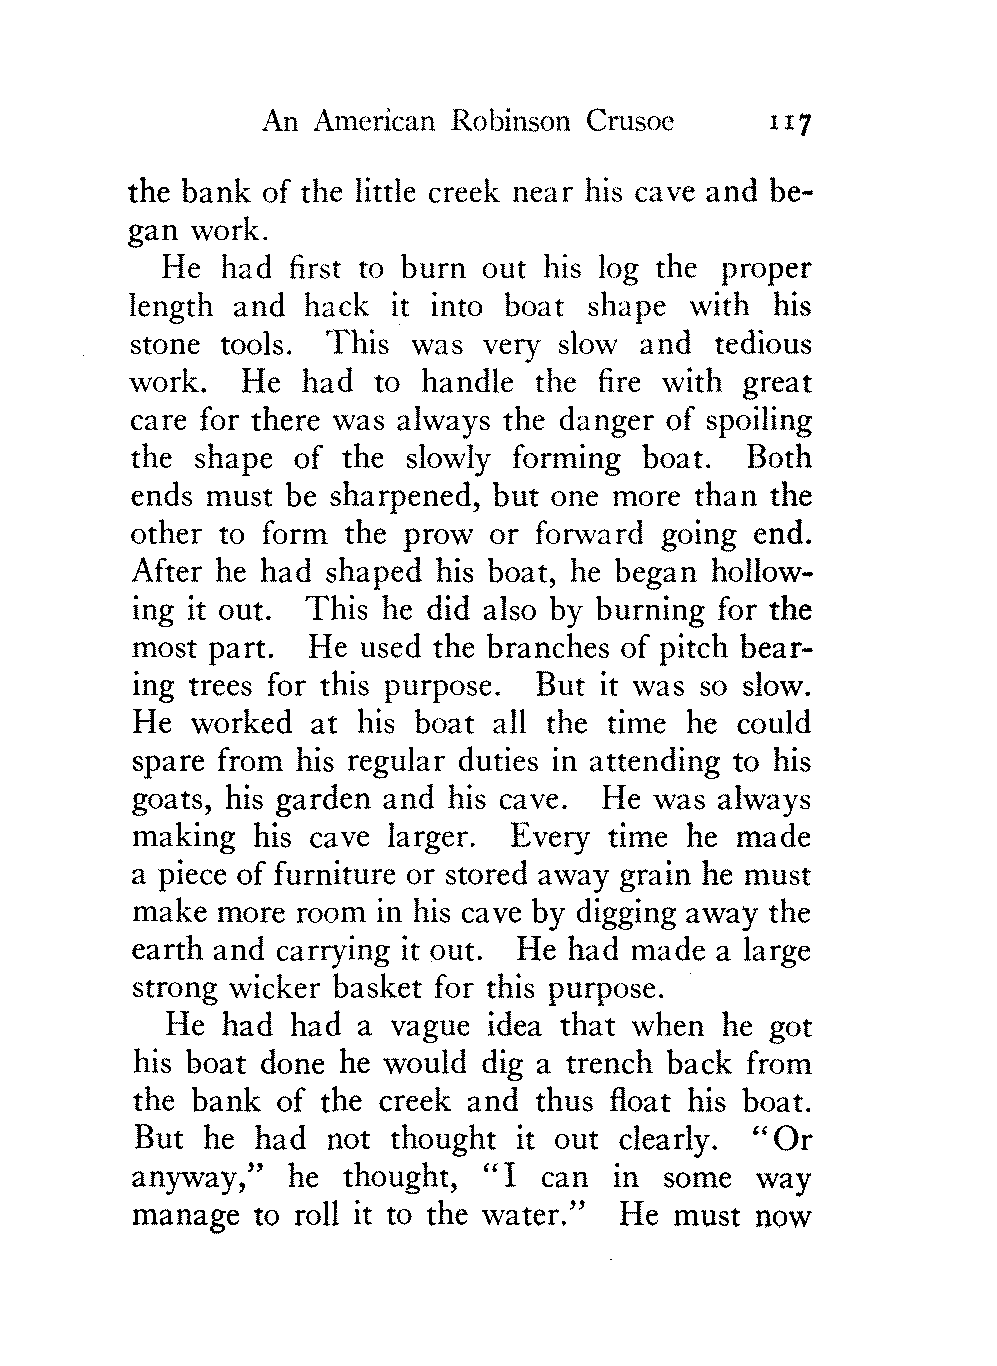 An American Robinson Crusoe 117
the bank of the little creek near his cave and be-
gan work.
He had first to burn out his log the proper
length and hack it into boat shape with his
stone tools. This was very slow and tedious
work. He had to handle the fire with great
care for there was always the danger of spoiling
the shape of the slowly forming boat. Both
ends must be sharpened, but one more than the
other to form the prow or forward going end.
After he had shaped his boat, he began hollow-
ing it out. This he did also by burning for the
most part. He used the branches of pitch bear-
ing trees for this purpose. But it was so slow.
He worked at his boat all the time he could
spare from his regular duties in attending to his
goats, his garden and his cave. He was always
making his cave larger. Every time he made
a piece of furniture or stored away grain he must
make more room in his cave by digging away the
earth and carrying it out. He had made a large
strong wicker basket for this purpose.
He had had a vague idea that when he got
his boat done he would dig a trench back from
the bank of the creek and thus float his boat.
But he had not thought it out clearly. “Or
anyway,” he thought, “I can in some way
manage to roll it to the water.” He must now